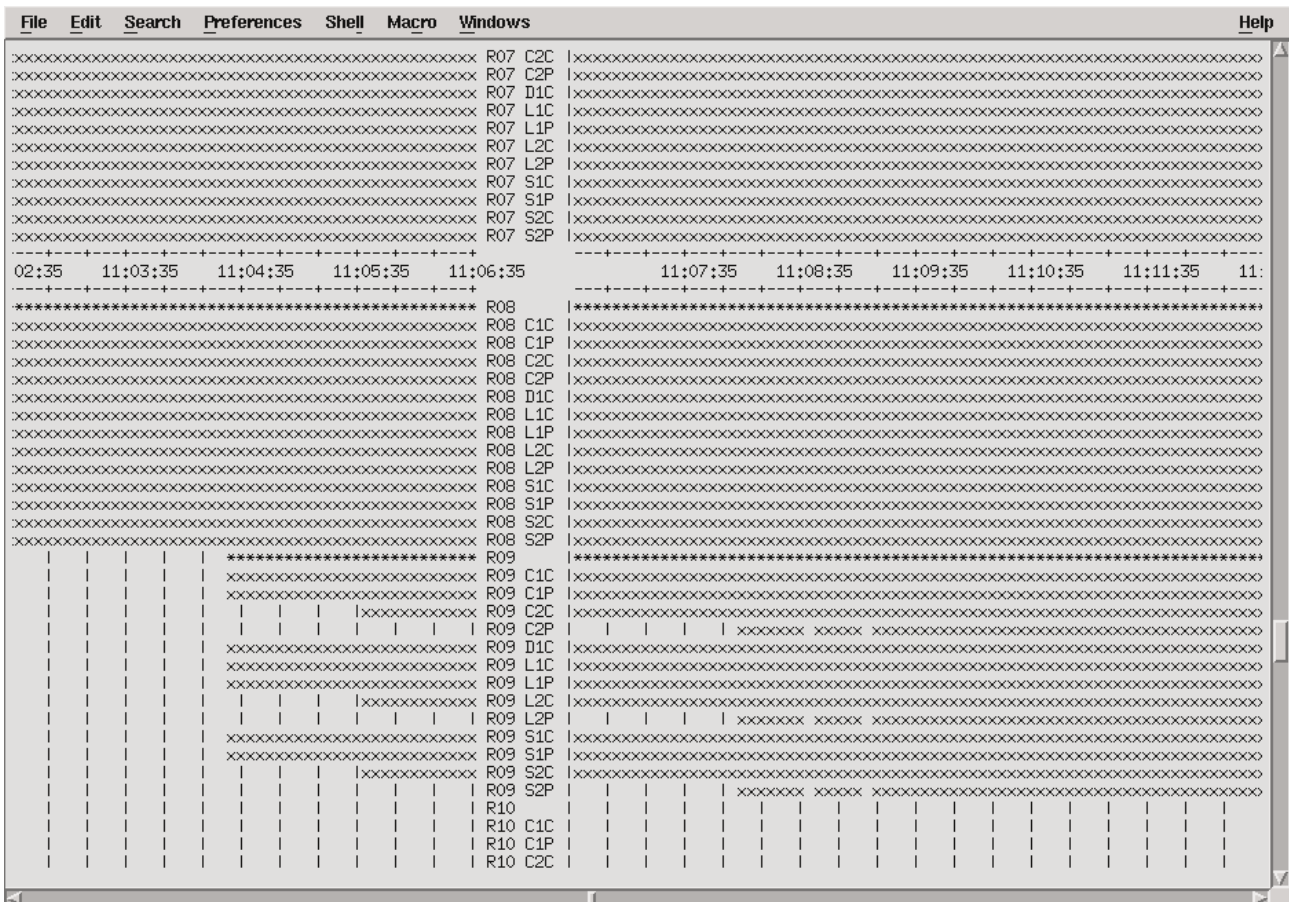 File Edit Search Preferences Shell Macro Windows Help
R07 C2C
R07 C2P
R07 D1C
R07 L1C
R07 L1P
R07 L2C
R07 L2P
R07 S1C
R07 S1P
R07 S2C
R07 S2P
02:35 11:03:35 11:04:35 11:05:35 11:06:35 11:07:35 11:08:35 11:09:35 11:10:35 11:11:35 11:
R08
R08 C1C
R08 C1P
R08 C2C
R08 C2P
R08 D1C
R08 L1C
R08 L1P
R08 L2C
R08 L2P
R08 S1C
R08 S1P
R08 S2C
R08 S2P
R09
R09 C1C
R09 C1P
R09 C2C
R09 C2P
R09 D1C
R09 L1C
R09 L1P
R09 L2C
R09 L2P
R09 S1C
R09 S1P
R09 S2C
R09 S2P
R10
R10 C1C
R10 C1P
R10 C2C